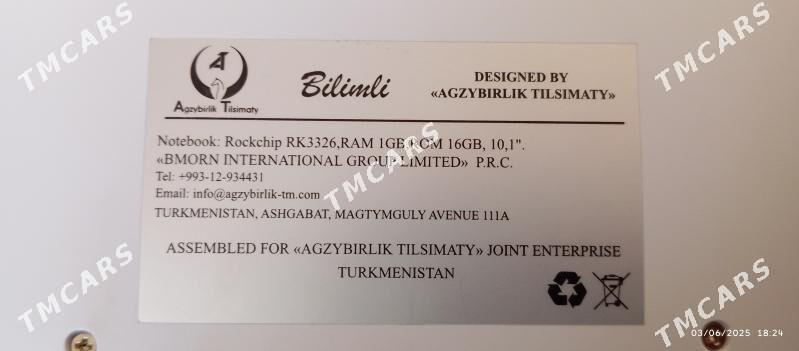 TMCARS
TMCARS
Bilimli
DESIGNED BY
«AGZYBIRLIK TILSIMATY»
AT
Agzybirlik Tilsimaty
Notebook: Rockchip RK3326,RAM 1GB,ROM 16GB, 10,1".
«BMORN INTERNATIONAL GROUP LIMITED» P.R.C.
Tel: +993-12-934431
Email: info@agzybirlik-tm.com
TMCARS
TURKMENISTAN, ASHGABAT, MAGTYMGULY AVENUE 111A
ASSEMBLED FOR «AGZYBIRLIK TILSIMATY» JOINT ENTERPRISE
TURKMENISTAN
TMCARS
TMCARS
03/06/2025 18:24